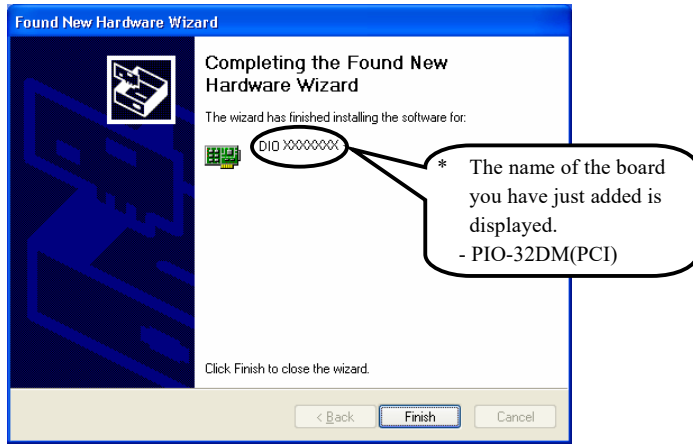 Found New Hardware Wizard
Completing the Found New
Hardware Wizard
The wizard has finished installing the software for:
DIO XXXXXXX
* The name of the board
you have just added is
displayed.
- PIO-32DM(PCI)
Click Finish to close the wizard.
< Back
Finish
Cancel